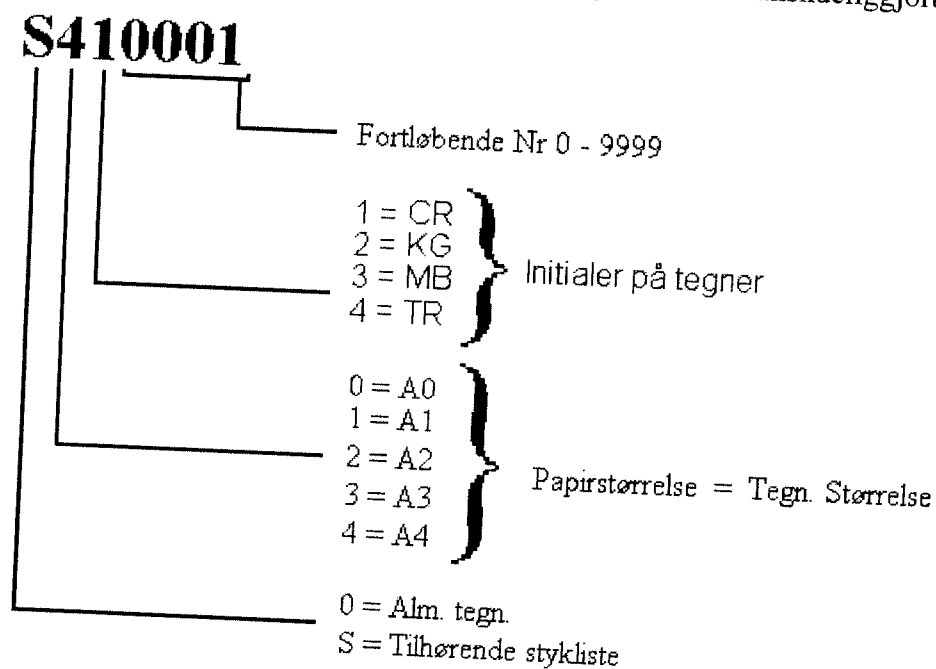 S410001
Fortløbende Nr 0 - 9999
1 = CR
2 = KG
3 = MB
4 = TR
Initialer på tegner
0 = A0
1 = A1
2 = A2
3 = A3
4 = A4
Papirstørrelse = Tegn. Størrelse
0 = Alm. tegn.
S = Tilhørende stykliste